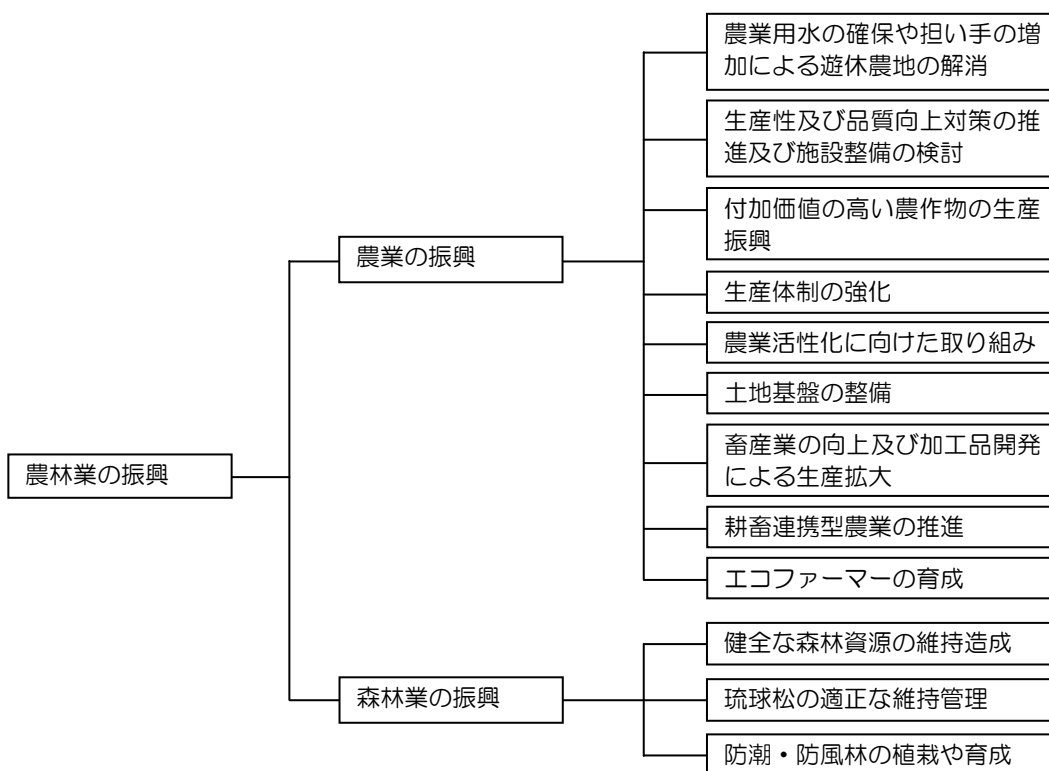 農林業の振興
農業の振興
農業用水の確保や担い手の増
加による遊休農地の解消
生産性及び品質向上対策の推
進及び施設整備の検討
付加価値の高い農作物の生産
振興
生産体制の強化
農業活性化に向けた取り組み
土地基盤の整備
畜産業の向上及び加工品開発
による生産拡大
耕畜連携型農業の推進
エコファーマーの育成
森林業の振興
健全な森林資源の維持造成
琉球松の適正な維持管理
防潮・防風林の植栽や育成